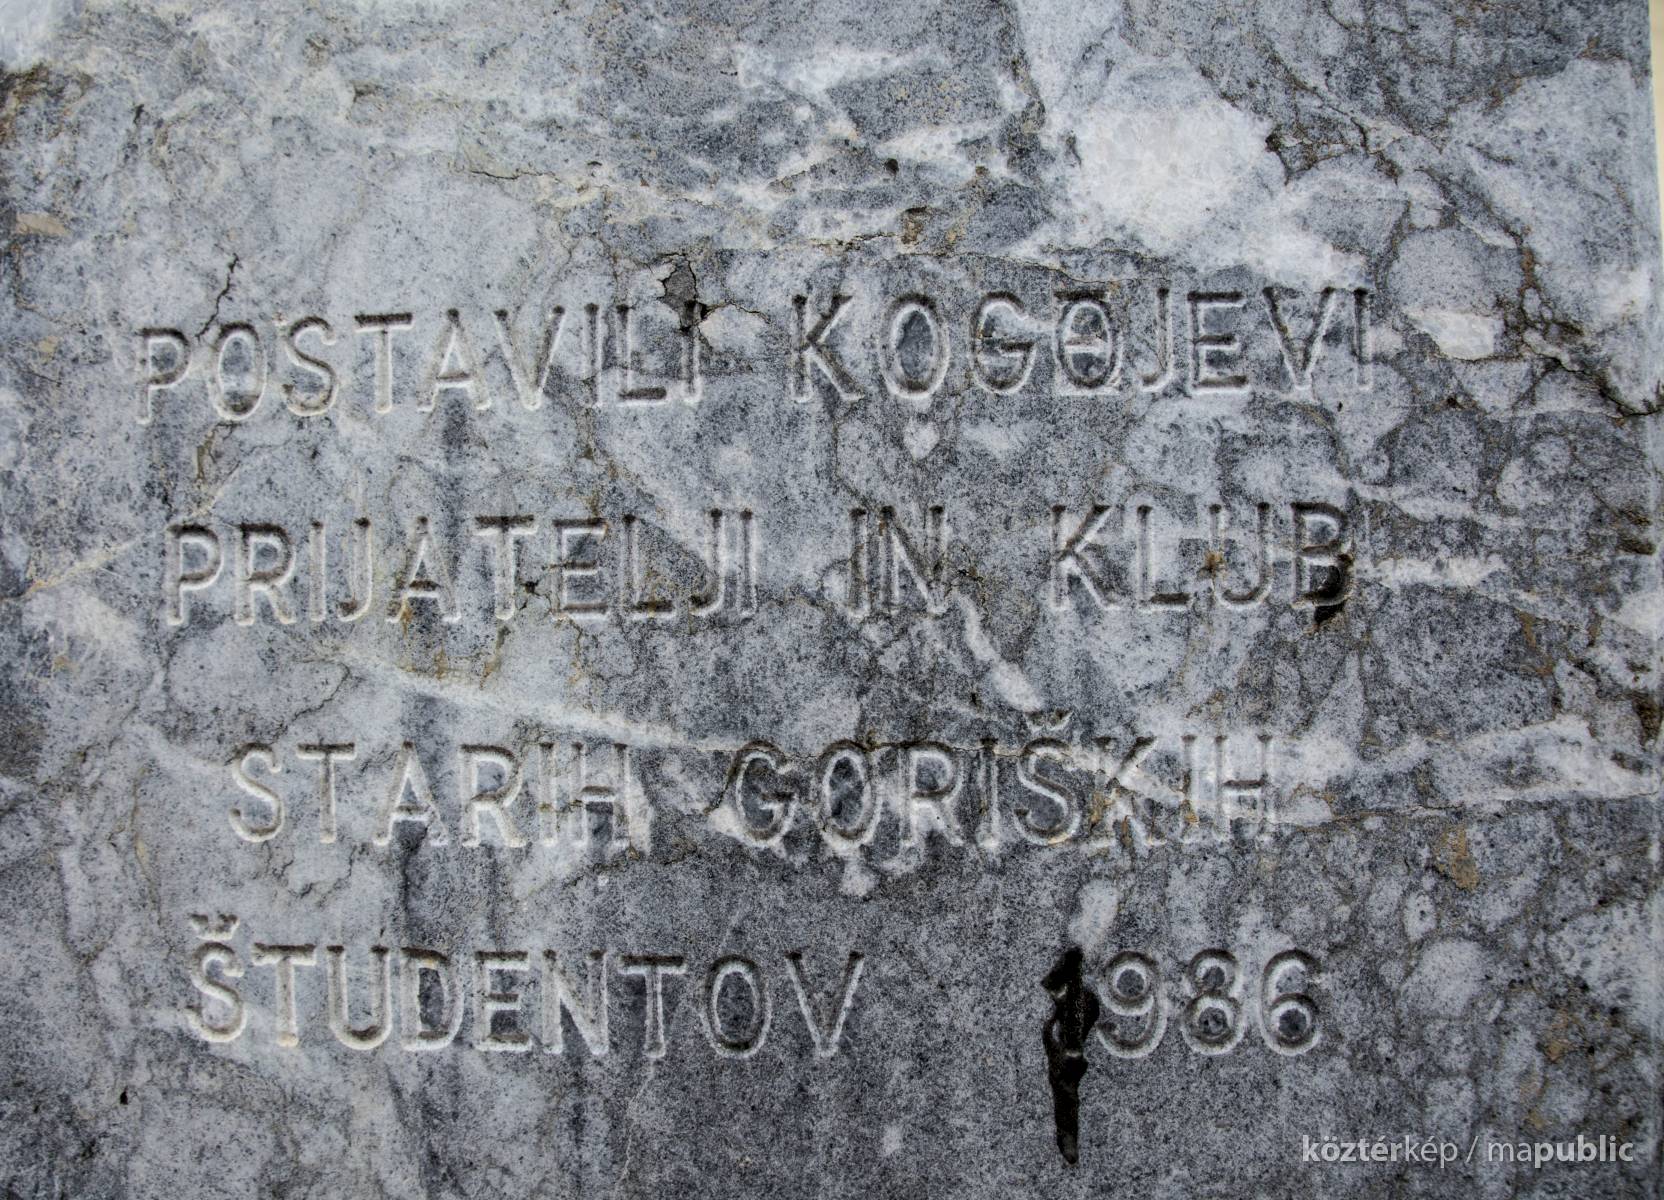 POSTAVILI KOGOJEVI
PRIJATELJI IN KLUB
STARIH GORIŠKIH
ŠTUDENTOV 1986
köztérkép / mapublic